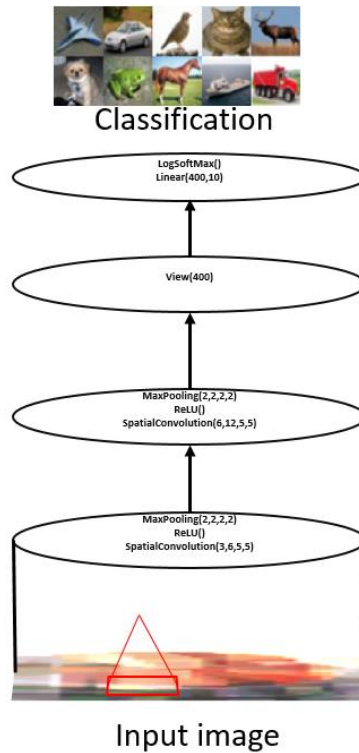 Classification
LogSoftMax()
Linear(400,10)
View(400)
MaxPooling(2,2,2,2)
ReLU()
SpatialConvolution(6,12,5,5)
MaxPooling(2,2,2,2)
ReLU()
SpatialConvolution(3,6,5,5)
Input image